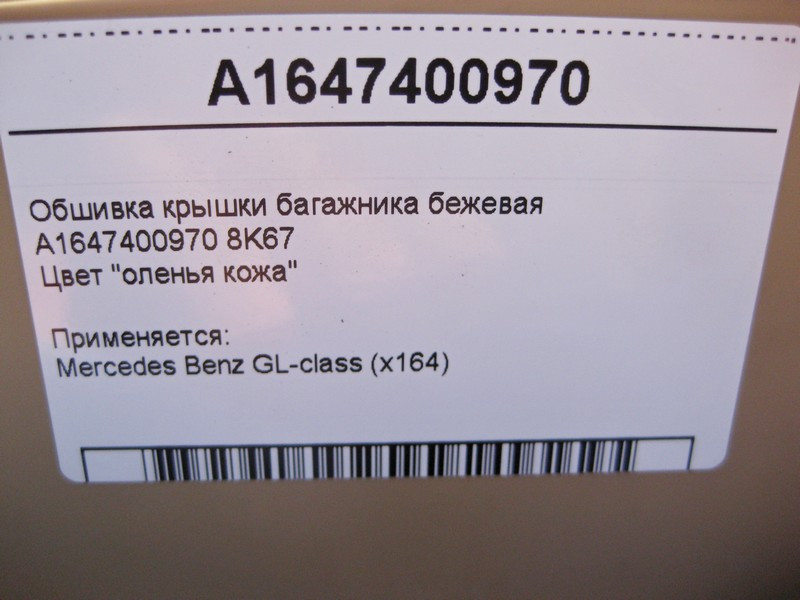 A1647400970
Обшивка крышки багажника бежевая
A1647400970 8K67
Цвет "оленья кожа"
Применяется:
Mercedes Benz GL-class (x164)